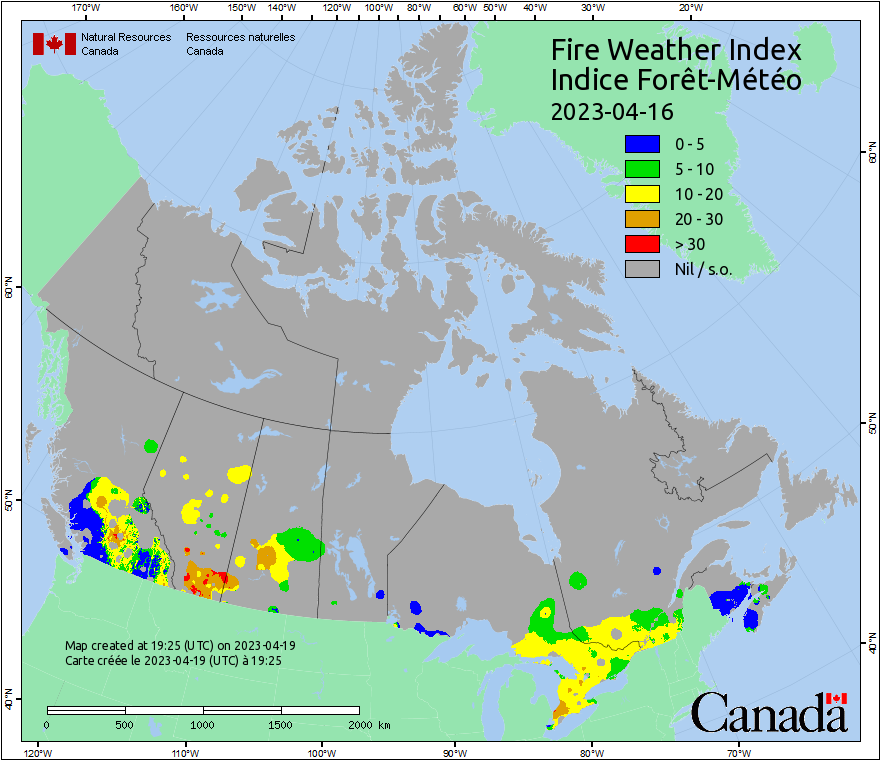 170°W 160°W 150°W 140°W 130°W 120°W 110°W 100°W 90°W 80°W 60°W 50°W 40°W 30°W 20°W
Natural Resources Canada
Ressources naturelles Canada
Fire Weather Index
Indice Forêt-Météo
2023-04-16
0 - 5
5 - 10
10 - 20
20 - 30
> 30
Nil / s.o.
60°N
50°N
40°N
60°N
50°N
40°N
Map created at 19:25 (UTC) on 2023-04-19
Carte créée le 2023-04-19 (UTC) à 19:25
0 500 1000 1500 2000 km
Canada
120°W 110°W 100°W 90°W 80°W 70°W